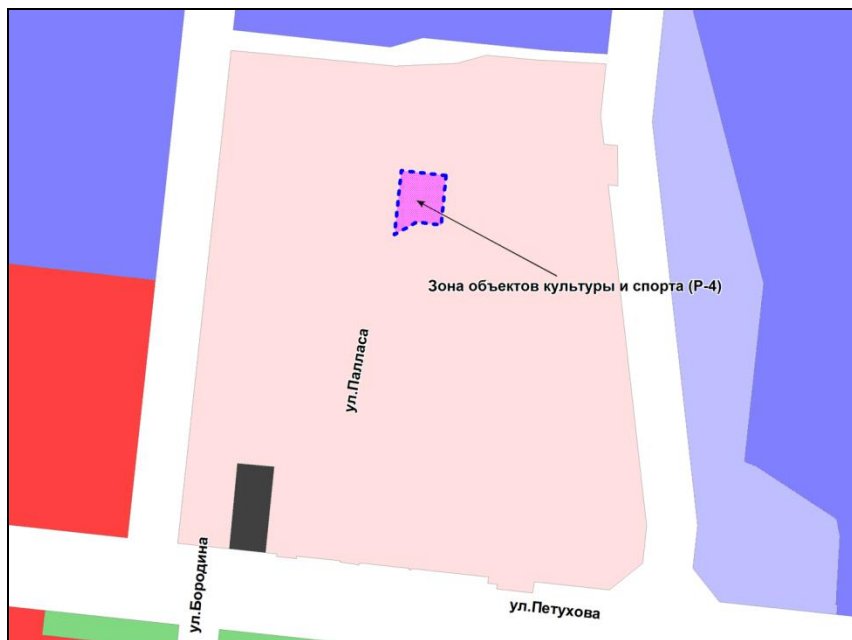 Зона объектов культуры и спорта (Р-4)
ул.Палласа
ул.Бородина
ул.Петухова